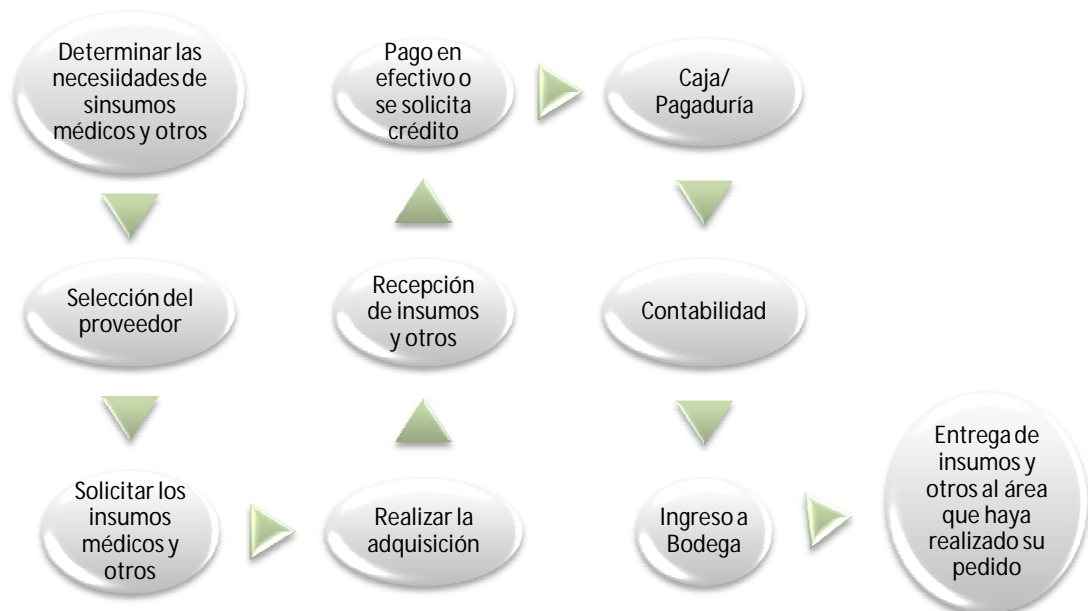 Determinar las
necesiidades de
sinsumos
médicos y otros
Selección del
proveedor
Solicitar los
insumos
médicos y
otros
Realizar la
adquisición
Recepción
de insumos
y otros
Pago en
efectivo o
se solicita
crédito
Caja/
Pagaduría
Contabilidad
Ingreso a
Bodega
Entrega de
insumos y
otros al área
que haya
realizado su
pedido